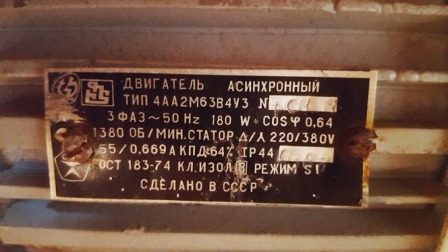 ДВИГАТЕЛЬ АСИНХРОННЫЙ
ТИП 4АА2М63В4У3 N
3 ФАЗ~50 Hz 180 W COSφ 0.64
1380 ОБ/МИН. СТАТОР Δ/⅄ 220/380V
55/0.669 А КПД 64% IP44
ОСТ 183-74 КЛ.ИЗОЛ В РЕЖИМ S1
СДЕЛАНО В СССР